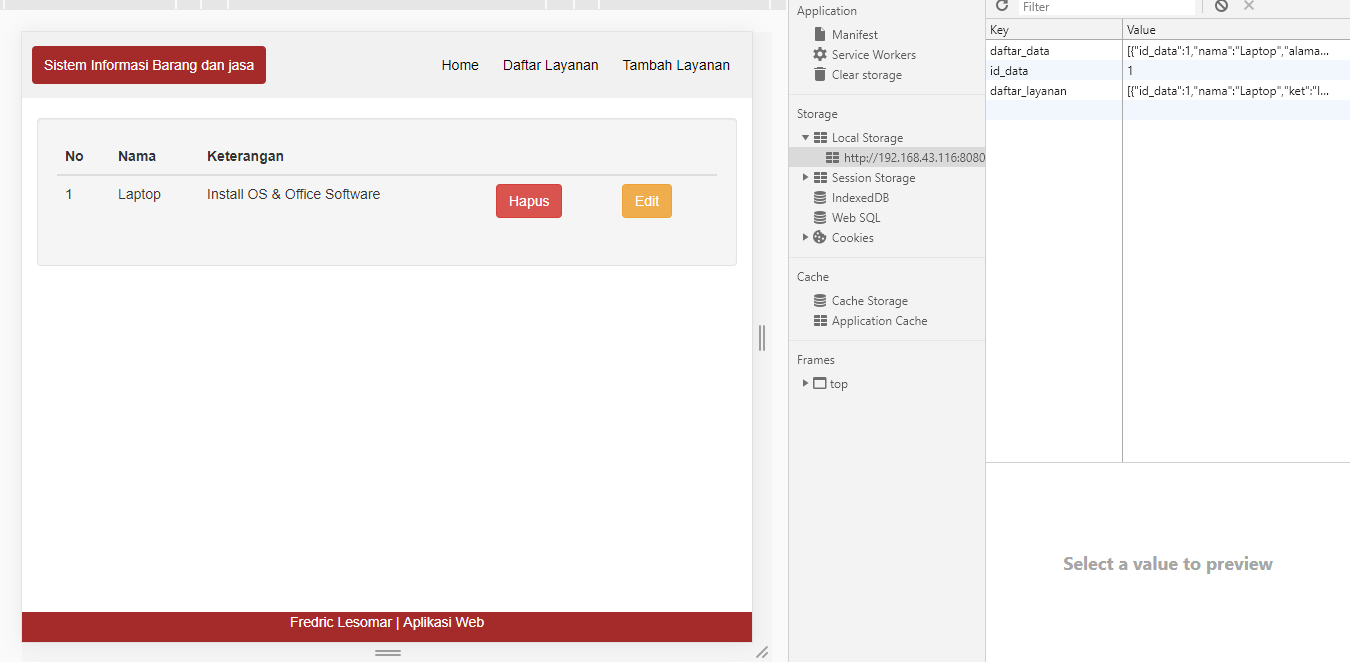 Sistem Informasi Barang dan jasa
Home Daftar Layanan Tambah Layanan
No Nama Keterangan
1 Laptop Install OS & Office Software Hapus Edit
Fredric Lesomar | Aplikasi Web
Application
Manifest
Service Workers
Clear storage
Storage
Local Storage
http://192.168.43.116:8080
Session Storage
IndexedDB
Web SQL
Cookies
Cache
Cache Storage
Application Cache
Frames
top
Filter
Key Value
daftar_data [{"id_data":1,"nama":"Laptop","alama...
id_data 1
daftar_layanan [{"id_data":1,"nama":"Laptop","ket":"I...
Select a value to preview